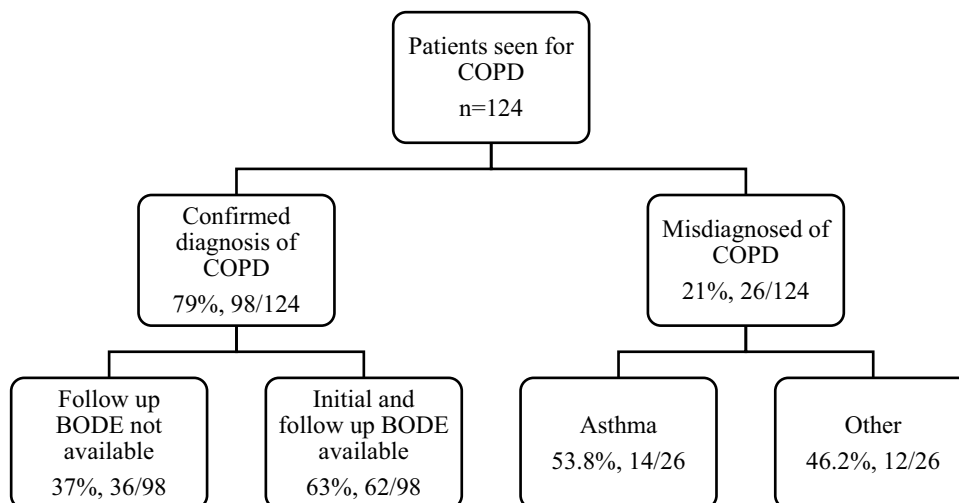 Patients seen for
COPD
n=124
Confirmed
diagnosis of
COPD
79%, 98/124
Misdiagnosed of
COPD
21%, 26/124
Follow up
BODE not
available
37%, 36/98
Initial and
follow up BODE
available
63%, 62/98
Asthma
53.8%, 14/26
Other
46.2%, 12/26